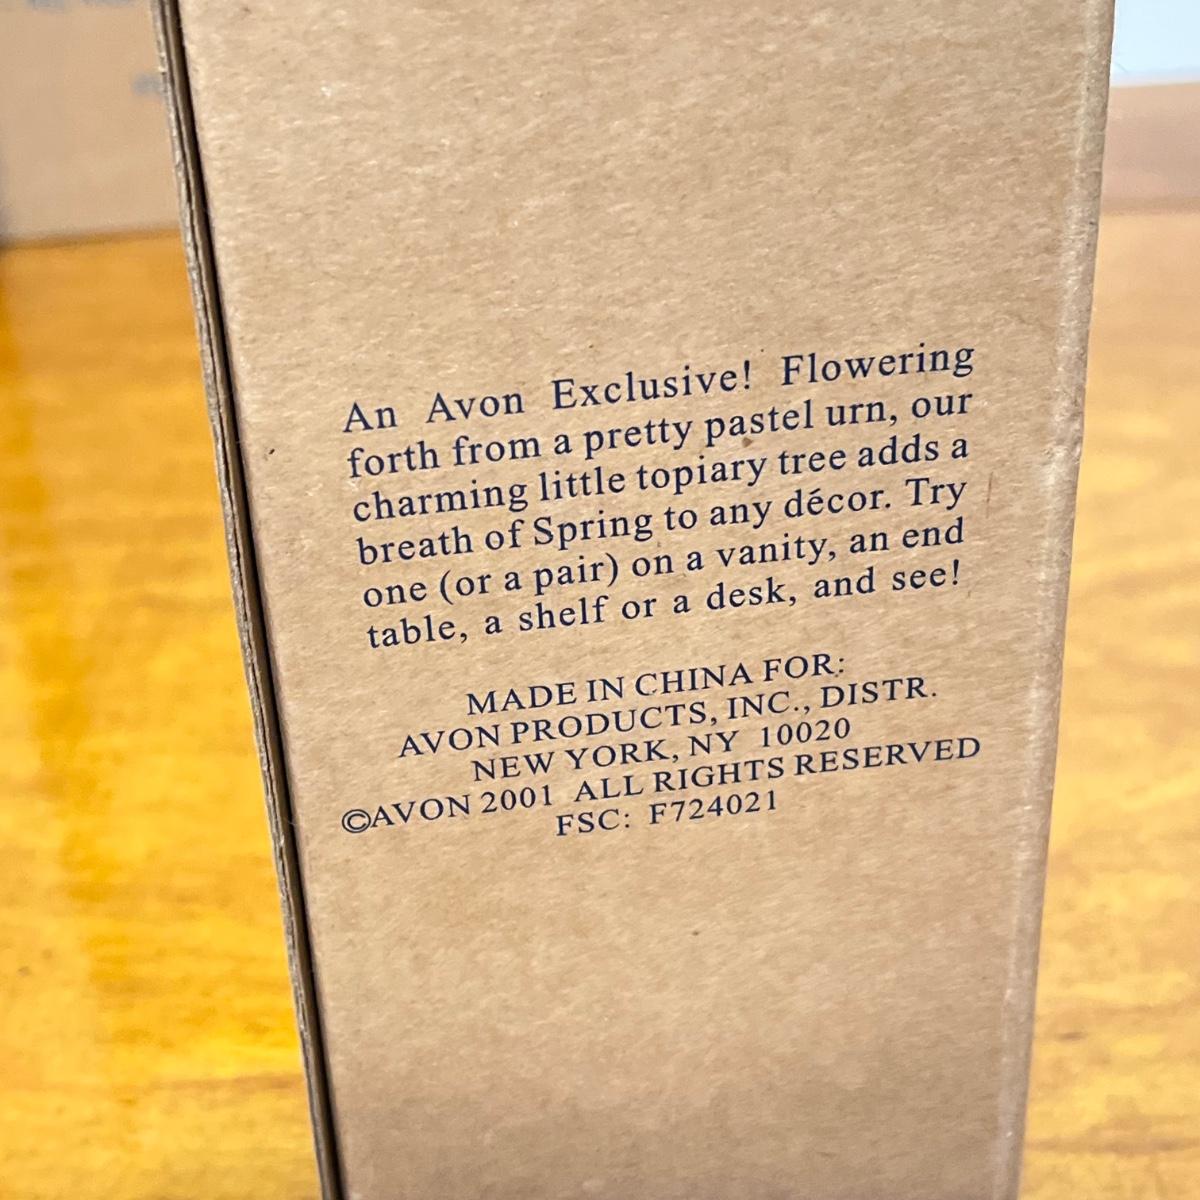 An Avon Exclusive! Flowering
forth from a pretty pastel urn, our
charming little topiary tree adds a
breath of Spring to any décor. Try
one (or a pair) on a vanity, an end
table, a shelf or a desk, and see!
MADE IN CHINA FOR:
AVON PRODUCTS, INC., DISTR.
NEW YORK, NY 10020
©AVON 2001 ALL RIGHTS RESERVED
FSC: F724021